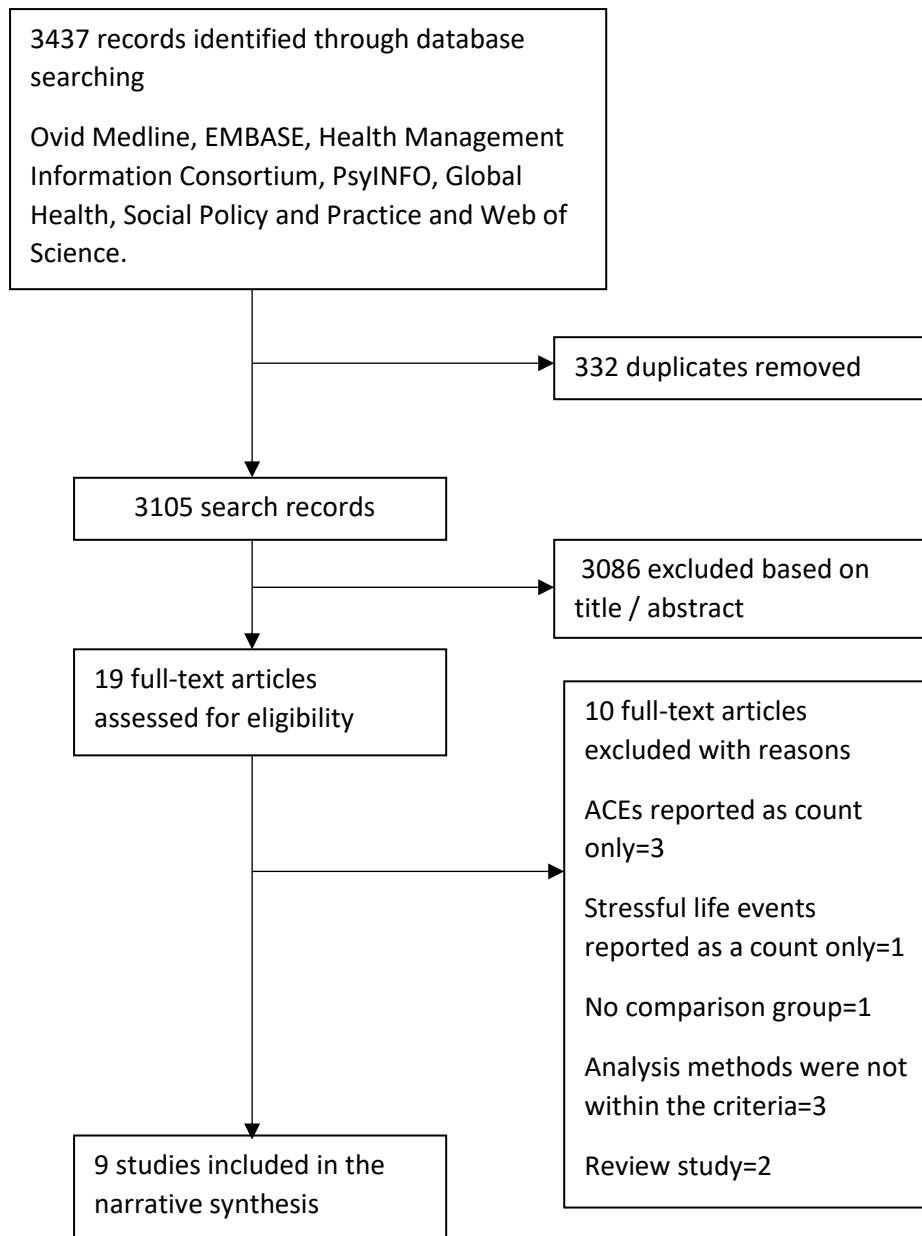 3437 records identified through database
searching
Ovid Medline, EMBASE, Health Management
Information Consortium, PsyINFO, Global
Health, Social Policy and Practice and Web of
Science.
332 duplicates removed
3105 search records
3086 excluded based on
title / abstract
19 full-text articles
assessed for eligibility
10 full-text articles
excluded with reasons
ACEs reported as count
only=3
Stressful life events
reported as a count only=1
No comparison group=1
Analysis methods were not
within the criteria=3
Review study=2
9 studies included in the
narrative synthesis